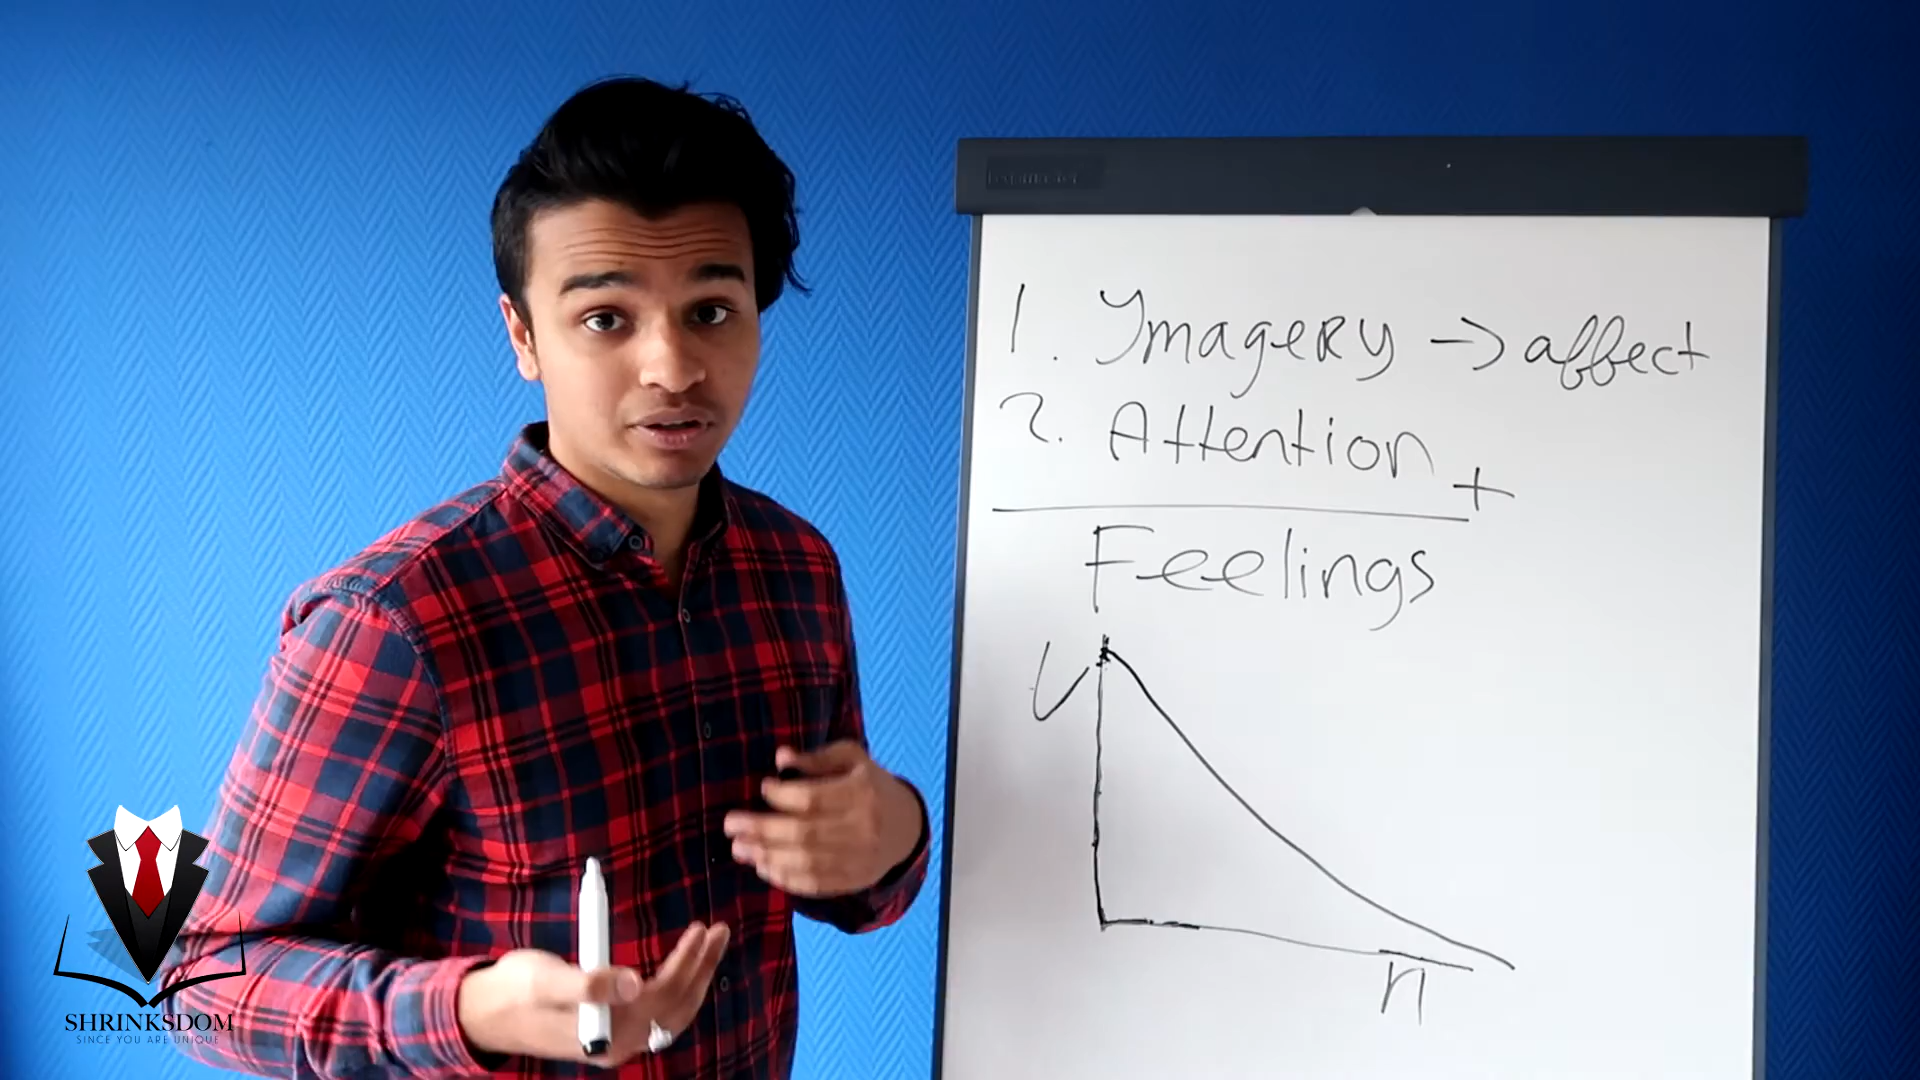 1. Imagery → affect
2. Attention +
Feelings
n
SHRINKSDOM
SINCE YOU ARE UNIQUE